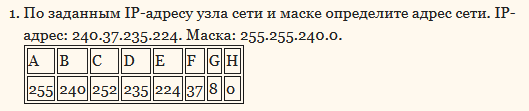 1. По заданным IP-адресу узла сети и маске определите адрес сети. IP-
адрес: 240.37.235.224. Маска: 255.255.240.0.
A B C D E F G H
255 240 252 235 224 37 8 0